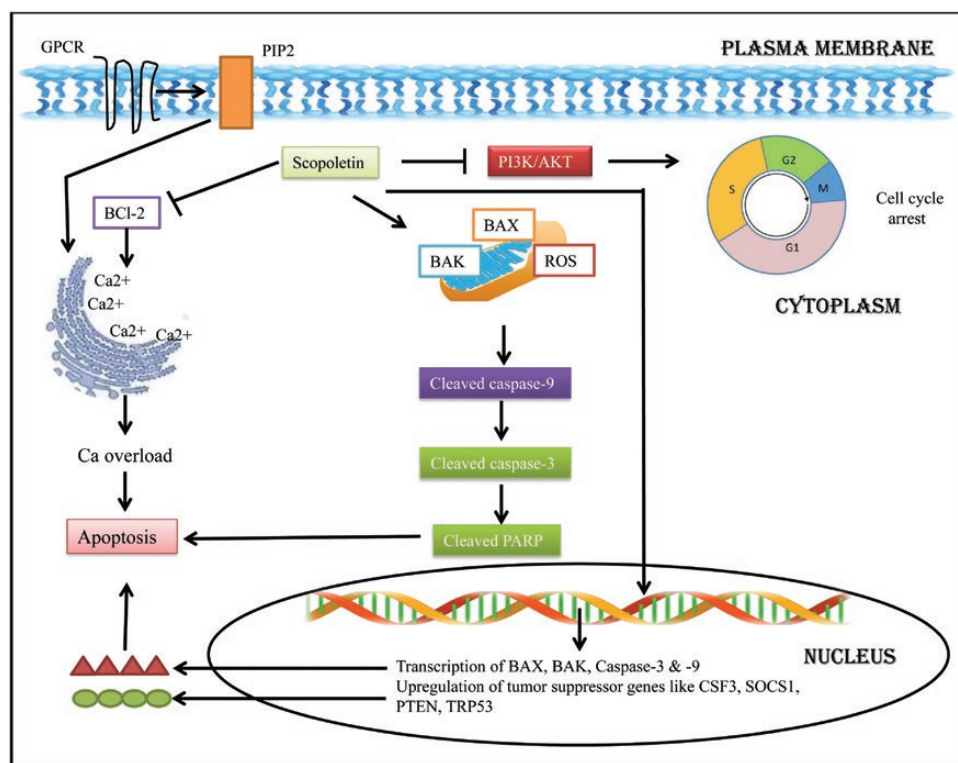 GPCR
PIP2
PLASMA MEMBRANE
Scopoletin
PI3K/AKT
G2
S
M
G1
Cell cycle
arrest
BCl-2
BAX
BAK
ROS
Ca2+
Ca2+
Ca2+
Ca2+
CYTOPLASM
Cleaved caspase-9
Ca overload
Cleaved caspase-3
Apoptosis
Cleaved PARP
NUCLEUS
Transcription of BAX, BAK, Caspase-3 & -9
Upregulation of tumor suppressor genes like CSF3, SOCS1,
PTEN, TRP53